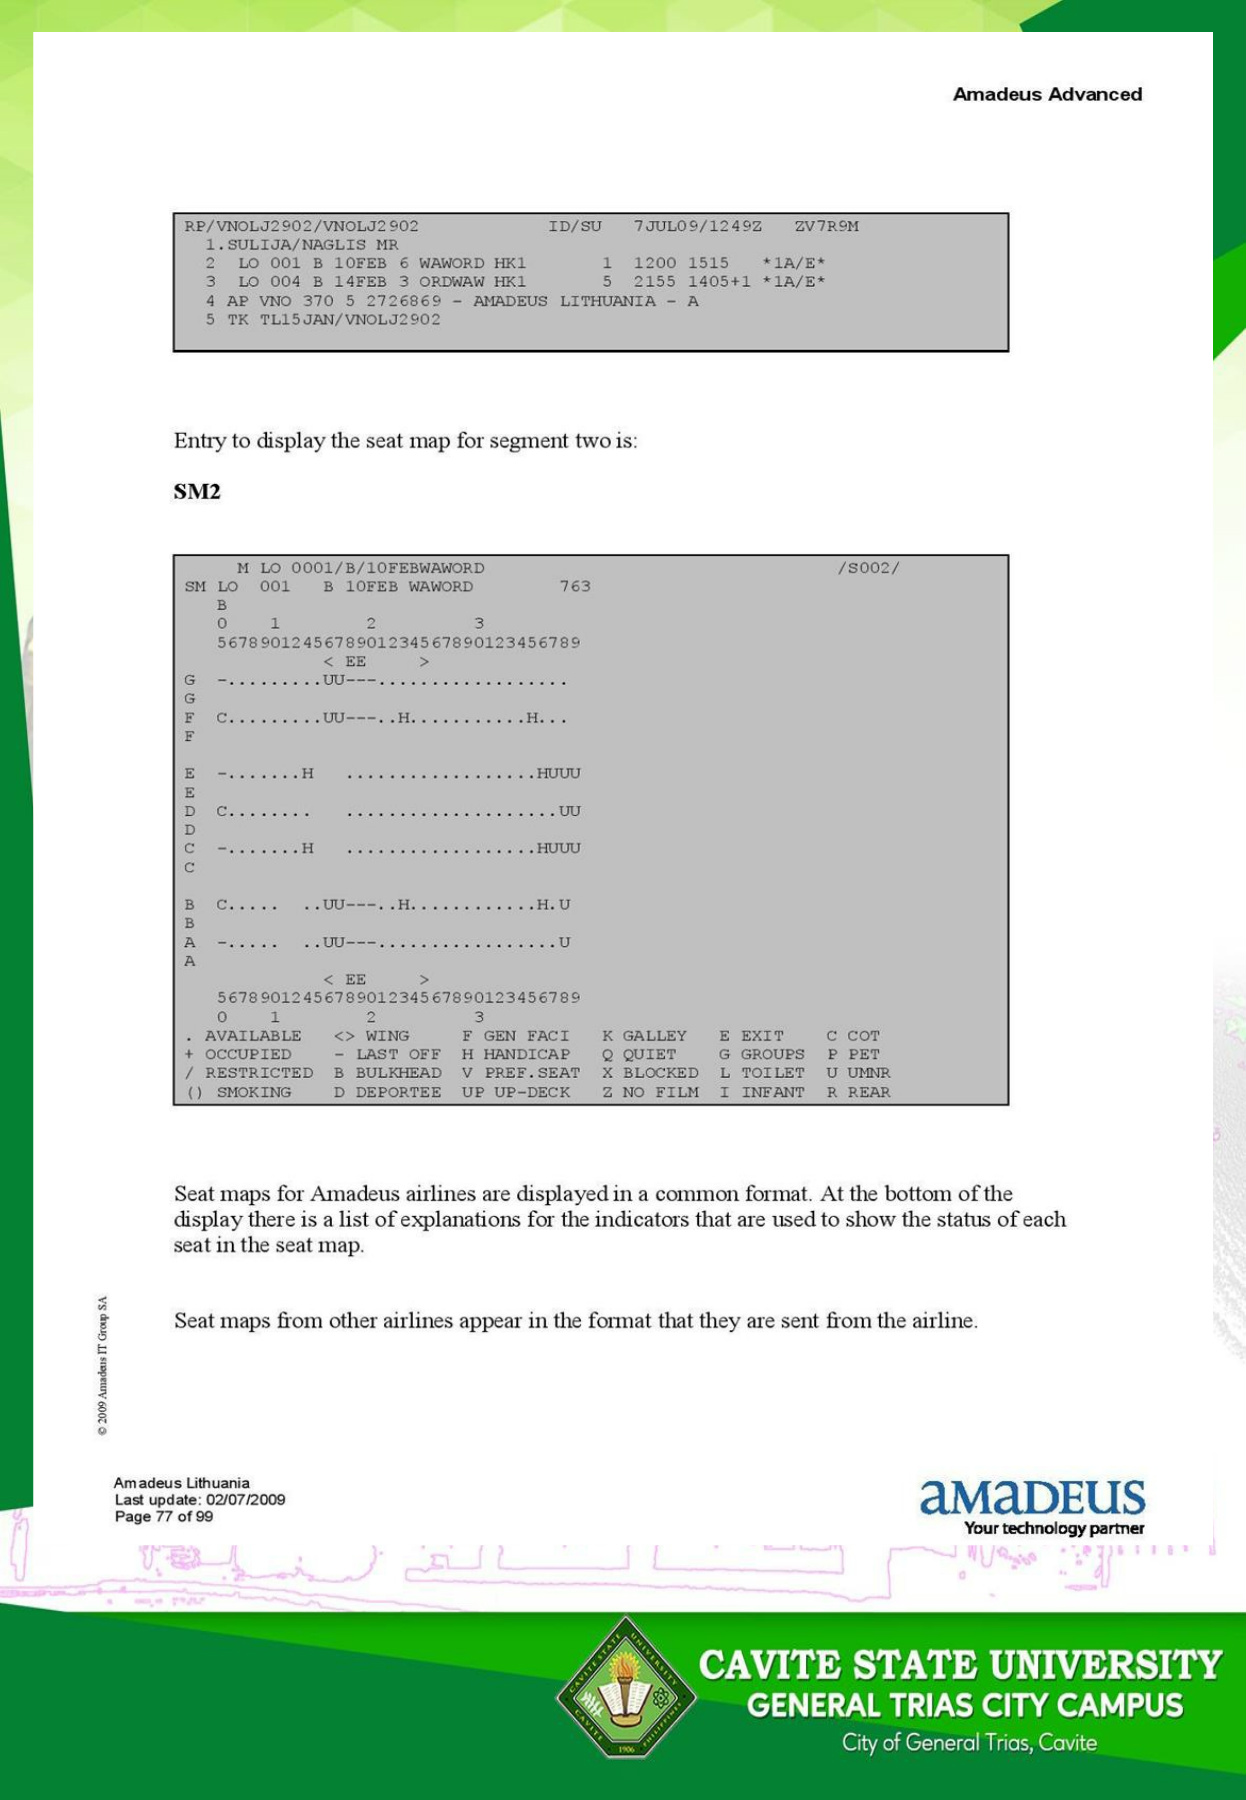 Amadeus Advanced
RP/VNOLJ2902/VNOLJ2902            ID/SU   7JUL09/1249Z   ZV7R9M
  1.SULIJA/NAGLIS MR
  2  LO 001 B 10FEB 6 WAWORD HK1       1  1200 1515   *1A/E*
  3  LO 004 B 14FEB 3 ORDWAW HK1       5  2155 1405+1 *1A/E*
  4 AP VNO 370 5 2726869 - AMADEUS LITHUANIA - A
  5 TK TL15JAN/VNOLJ2902
Entry to display the seat map for segment two is:
SM2
     M LO 0001/B/10FEBWAWORD                                 /S002/
SM LO  001   B 10FEB WAWORD        763
   B
   0    1        2         3
   5678901245678901234567890123456789
             < EE     >
G  -.........UU---..................
G
F  C.........UU---..H...........H...
F
E  -.......H   ..................HUUU
E
D  C........   ....................UU
D
C  -.......H   ..................HUUU
C
B  C.....  ..UU---..H............H.U
B
A  -.....  ..UU---.................U
A
             < EE     >
   5678901245678901234567890123456789
   0    1        2         3
. AVAILABLE   <> WING     F GEN FACI   K GALLEY   E EXIT    C COT
+ OCCUPIED    - LAST OFF  H HANDICAP   Q QUIET    G GROUPS  P PET
/ RESTRICTED  B BULKHEAD  V PREF.SEAT  X BLOCKED  L TOILET  U UMNR
() SMOKING    D DEPORTEE  UP UP-DECK   Z NO FILM  I INFANT  R REAR
Seat maps for Amadeus airlines are displayed in a common format. At the bottom of the
display there is a list of explanations for the indicators that are used to show the status of each
seat in the seat map.
Seat maps from other airlines appear in the format that they are sent from the airline.
© 2009 Amadeus IT Group SA
Amadeus Lithuania
Last update: 02/07/2009
Page 77 of 99
aMaDEUS
Your technology partner
CAVITE STATE UNIVERSITY
CAVITE
PHILIPPINES
1906
CAVITE STATE UNIVERSITY
GENERAL TRIAS CITY CAMPUS
City of General Trias, Cavite